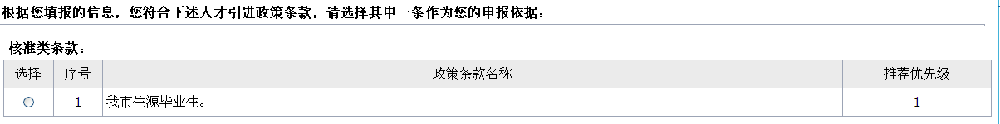 根据您填报的信息，您符合下述人才引进政策条款，请选择其中一条作为您的申报依据：
核准类条款：
选择 序号 政策条款名称 推荐优先级
1 我市生源毕业生。 1